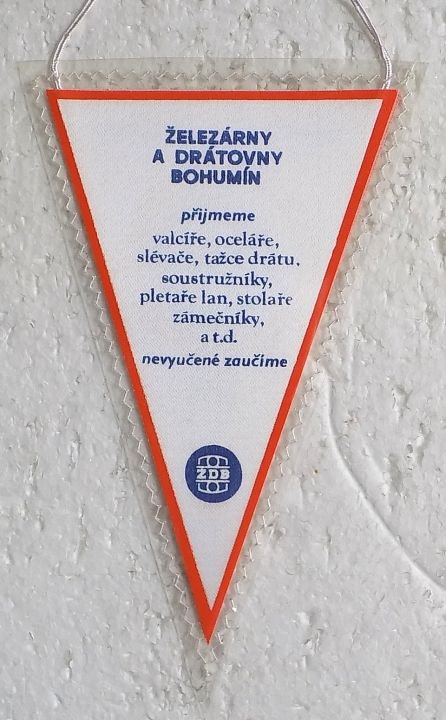 ŽELEZÁRNY
A DRÁTOVNY
BOHUMÍN
přijmeme
valcíře, oceláře,
slévače, tažce drátu,
soustružníky,
pletaře lan, stolaře
zámečníky,
a t.d.
nevyučené zaučíme
ŽDB